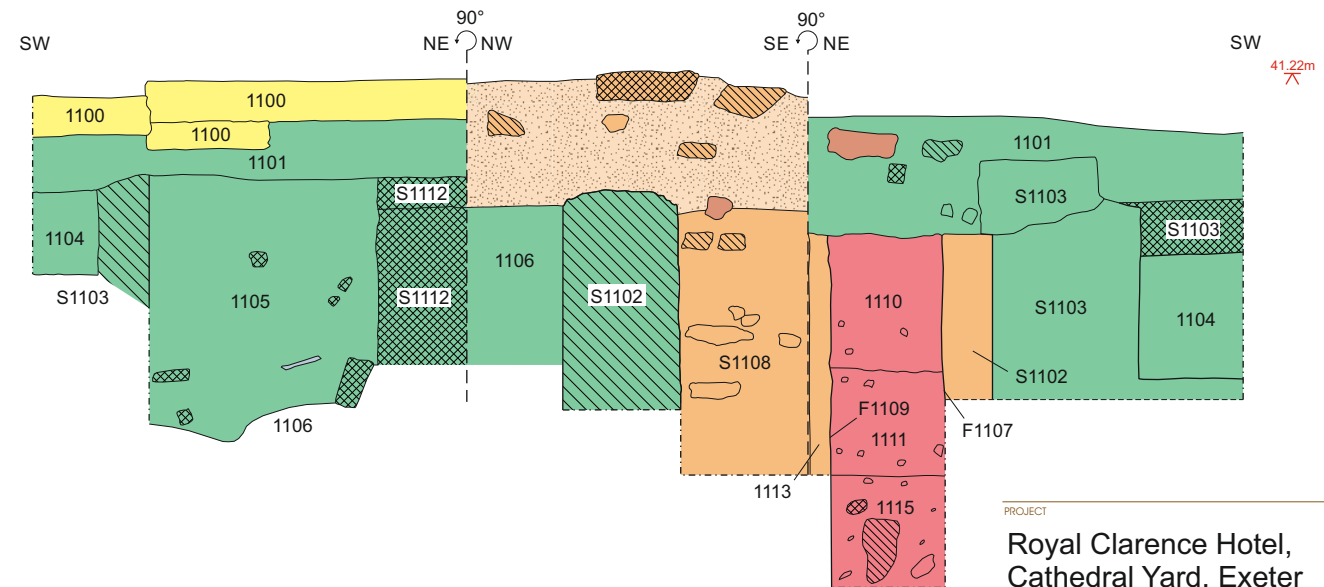 90°
90°
SW
NE
NW
SE
NE
SW
41.22m
1100
1100
1100
1101
1101
S1112
S1103
S1103
1104
1106
1105
S1112
S1102
1110
S1103
1104
S1103
S1108
S1102
F1109
1106
1111
F1107
1113
1115
PROJECT
Royal Clarence Hotel,
Cathedral Yard, Exeter